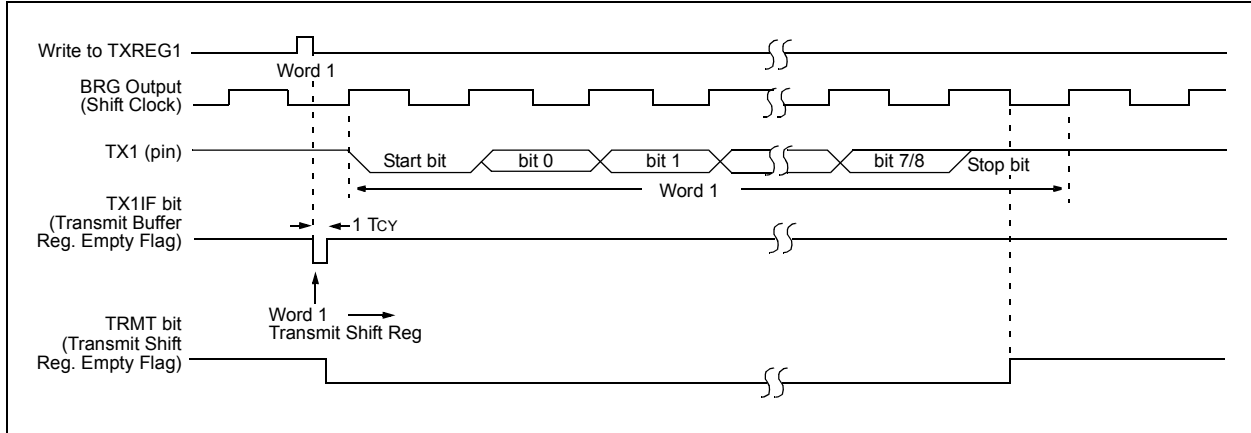 Write to TXREG1
Word 1
BRG Output
(Shift Clock)
TX1 (pin)
Start bit
bit 0
bit 1
bit 7/8
Stop bit
Word 1
TX1IF bit
(Transmit Buffer
Reg. Empty Flag)
1 TCY
Word 1
Transmit Shift Reg
TRMT bit
(Transmit Shift
Reg. Empty Flag)